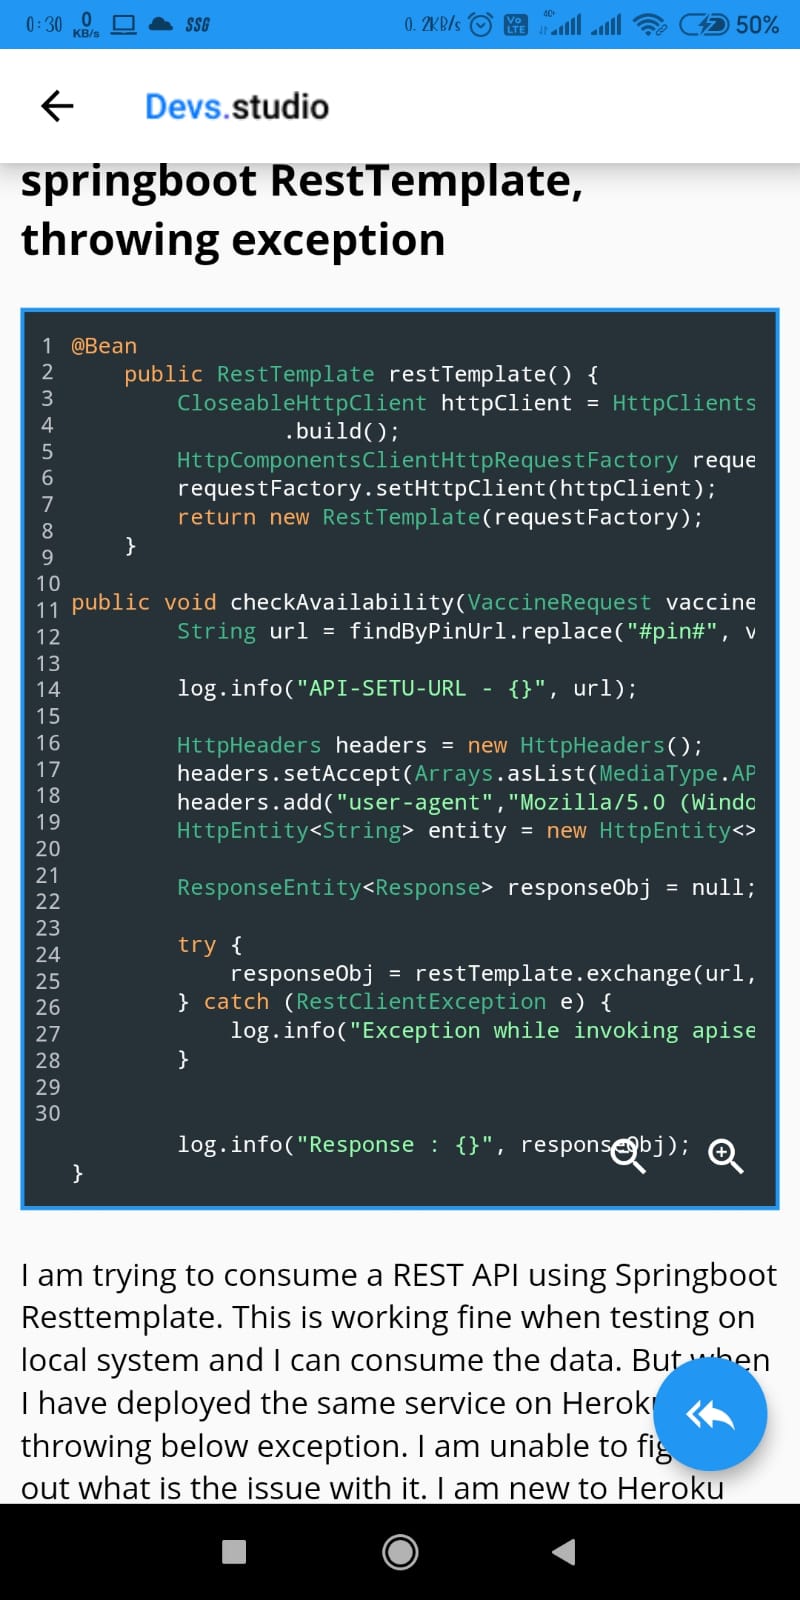 0:30 0 KB/s SSG 0. 2KB/s Vo LTE 4G+ 50%
Devs.studio
springboot RestTemplate,
throwing exception
1 @Bean
2 public RestTemplate restTemplate() {
3 CloseableHttpClient httpClient = HttpClients
4 .build();
5 HttpComponentsClientHttpRequestFactory reque
6 requestFactory.setHttpClient(httpClient);
7 return new RestTemplate(requestFactory);
8 }
9
10
11 public void checkAvailability(VaccineRequest vaccine
12 String url = findByPinUrl.replace("#pin#", v
13
14 log.info("API-SETU-URL - {}", url);
15
16 HttpHeaders headers = new HttpHeaders();
17 headers.setAccept(Arrays.asList(MediaType.AP
18 headers.add("user-agent","Mozilla/5.0 (Windo
19 HttpEntity<String> entity = new HttpEntity<>
20
21 ResponseEntity<Response> responseObj = null;
22
23 try {
24
25 responseObj = restTemplate.exchange(url,
26 } catch (RestClientException e) {
27 log.info("Exception while invoking apise
28 }
29
30
log.info("Response : {}", responseObj);
}
I am trying to consume a REST API using Springboot
Resttemplate. This is working fine when testing on
local system and I can consume the data. But when
I have deployed the same service on
throwing below exception. I am unable to
out what is the issue with it. I am new to Heroku